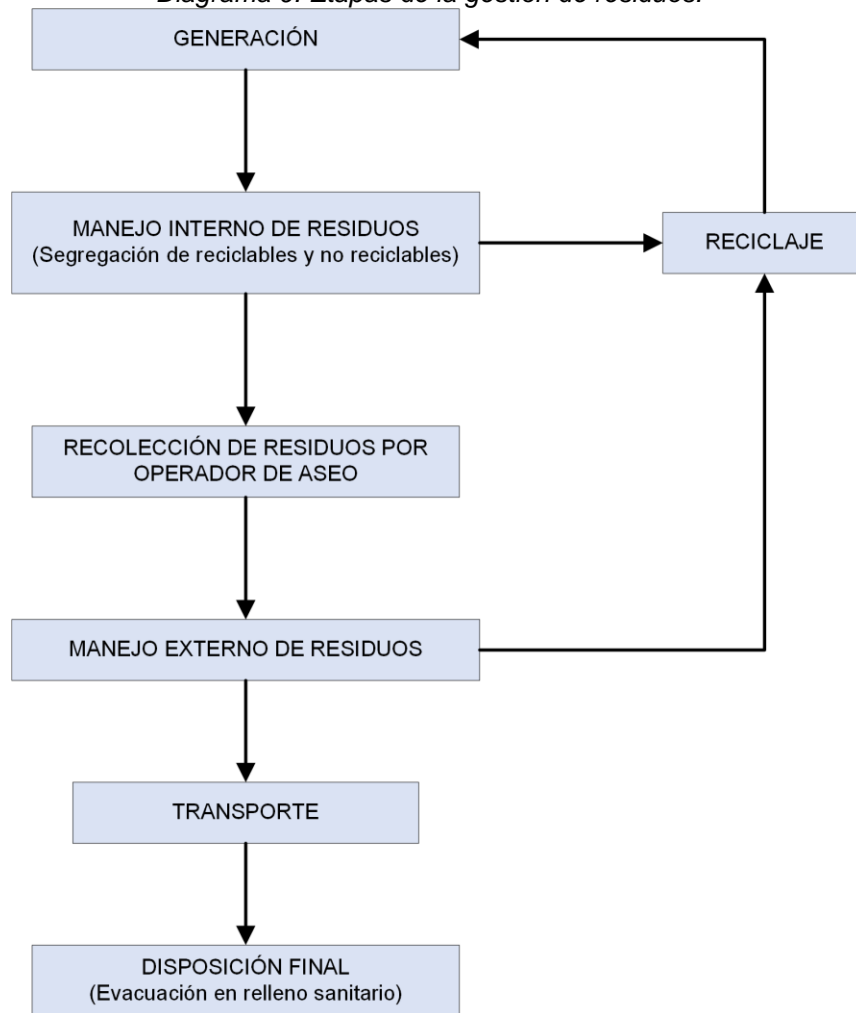 GENERACIÓN
MANEJO INTERNO DE RESIDUOS
(Segregación de reciclables y no reciclables)
RECICLAJE
RECOLECCIÓN DE RESIDUOS POR
OPERADOR DE ASEO
MANEJO EXTERNO DE RESIDUOS
TRANSPORTE
DISPOSICIÓN FINAL
(Evacuación en relleno sanitario)